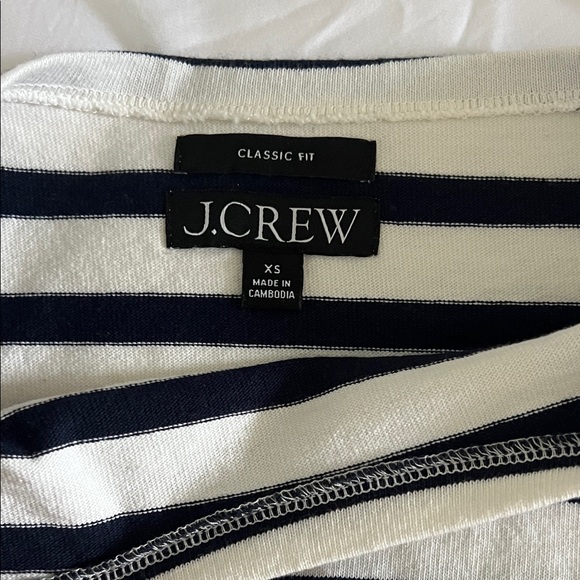 CLASSIC FIT
J.CREW
XS
MADE IN
CAMBODIA